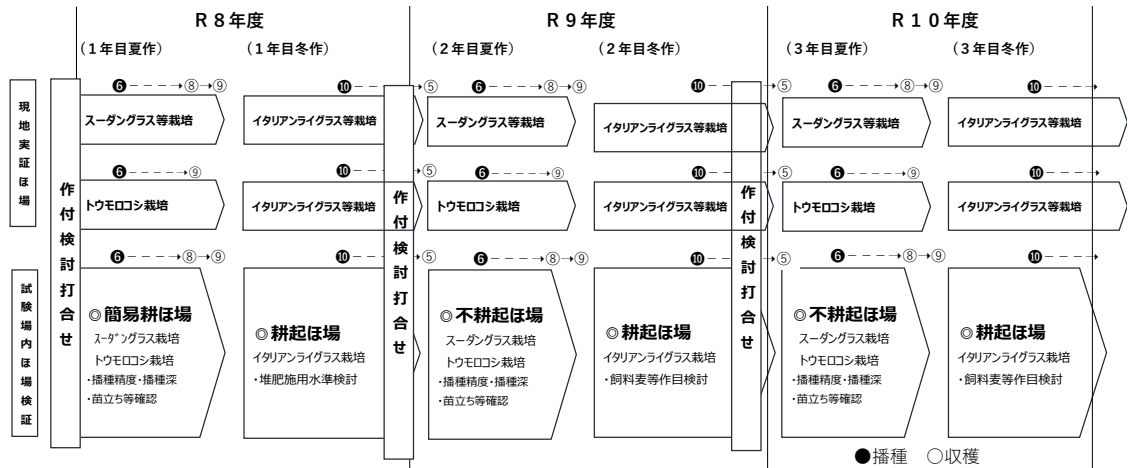 R８年度
R９年度
R１０年度
(１年目夏作)
(１年目冬作)
(２年目夏作)
(２年目冬作)
(３年目夏作)
(３年目冬作)
現地実証ほ場
❻----→⑧→⑨
❿----→⑤
❻----→⑧→⑨
❿----→⑤
❻----→⑧→⑨
❿----→
スーダングラス等栽培
イタリアンライグラス等栽培
スーダングラス等栽培
イタリアンライグラス等栽培
スーダングラス等栽培
イタリアンライグラス等栽培
❻----→⑨
❿----→⑤
❻----→⑨
❿----→⑤
❻----→⑨
❿----→
トウモロコシ栽培
イタリアンライグラス等栽培
トウモロコシ栽培
イタリアンライグラス等栽培
トウモロコシ栽培
イタリアンライグラス等栽培
作付検討打合せ
作付検討打合せ
作付検討打合せ
試験場内ほ場検証
❻----→⑧→⑨
❿----→⑤
❻----→⑧→⑨
❿----→⑤
❻----→⑧→⑨
❿----→
◎簡易耕ほ場
スーダングラス栽培
トウモロコシ栽培
・播種精度・播種深
・苗立ち等確認
◎耕起ほ場
イタリアンライグラス栽培
・堆肥施用水準検討
◎不耕起ほ場
スーダングラス栽培
トウモロコシ栽培
・播種精度・播種深
・苗立ち等確認
◎耕起ほ場
イタリアンライグラス栽培
・飼料麦等作目検討
◎不耕起ほ場
スーダングラス栽培
トウモロコシ栽培
・播種精度・播種深
・苗立ち等確認
◎耕起ほ場
イタリアンライグラス栽培
・飼料麦等作目検討
●播種 ○収穫